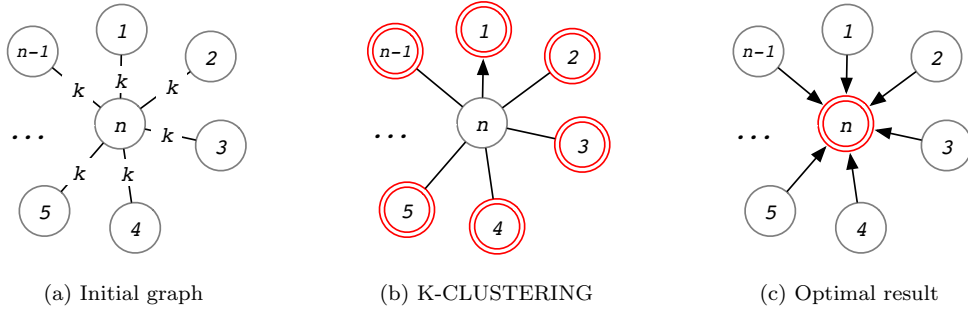 1
n-1
2
k
k
k
n
k
...
3
k
k
5
4
(a) Initial graph
1
n-1
2
n
...
3
5
4
(b) K-CLUSTERING
1
n-1
2
n
...
3
5
4
(c) Optimal result